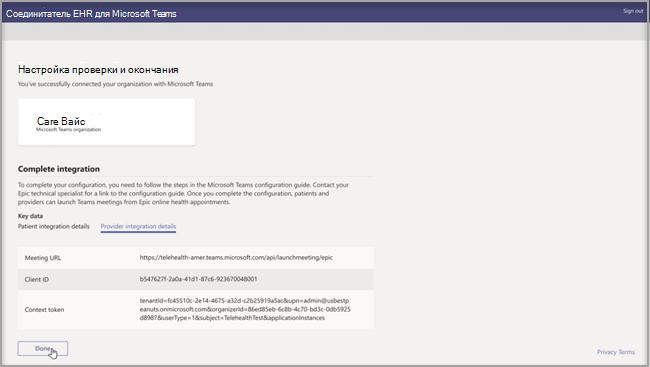 Соединитель EHR для Microsoft Teams
Sign out
Настройка проверки и окончания
You've successfully connected your organization with Microsoft Teams
Care Вайс
Microsoft Teams organization
Complete integration
To complete your configuration, you need to follow the steps in the Microsoft Teams configuration guide. Contact your
Epic technical specialist for a link to the configuration guide. Once you complete the configuration, patients and
providers can launch Teams meetings from Epic online health appointments.
Key data
Patient integration details
Provider integration details
Meeting URL
https://telehealth-amer.teams.microsoft.com/api/launchmeeting/epic
Client ID
b547627f-2a0a-41d1-87c6-923670048001
Context token
tenantId=fc45510c-2e14-4675-a32d-c2b25919a5ac&upn=admin@usbestp
eanuts.onmicrosoft.com&organizerId=86ed85eb-6c8b-4c70-bd3c-0db5925
d8987&userType=1&subject=TelehealthTest&applicationInstances
Done
Privacy Terms